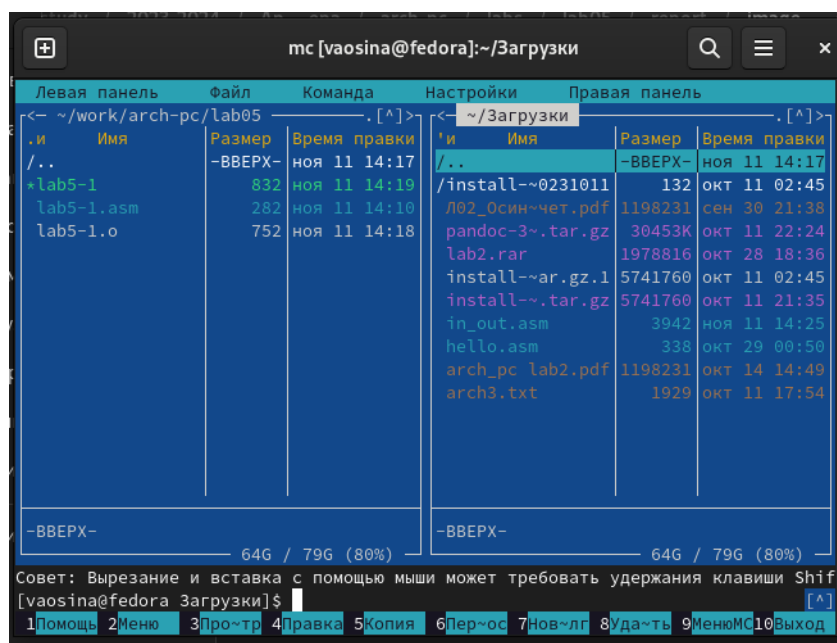 mc [vaosina@fedora]:~/Загрузки
Левая панель Файл Команда Настройки Правая панель
<— ~/work/arch-pc/lab05 .[^]> <— ~/Загрузки .[^]>
.и Имя Размер Время правки 'и Имя Размер Время правки
/.. -ВВЕРХ- ноя 11 14:17 /.. -ВВЕРХ- ноя 11 14:17
*lab5-1 832 ноя 11 14:19 /install-~0231011 132 окт 11 02:45
lab5-1.asm 282 ноя 11 14:10 Л02_Осин~чет.pdf 1198231 сен 30 21:38
lab5-1.o 752 ноя 11 14:18 pandoc-3~.tar.gz 30453K окт 11 22:24
lab2.rar 1978816 окт 28 18:36
install-~ar.gz.1 5741760 окт 11 02:45
install-~.tar.gz 5741760 окт 11 21:35
in_out.asm 3942 ноя 11 14:25
hello.asm 338 окт 29 00:50
arch_pc lab2.pdf 1198231 окт 14 14:49
arch3.txt 1929 окт 11 17:54
-ВВЕРХ- -ВВЕРХ-
64G / 79G (80%) 64G / 79G (80%)
Совет: Вырезание и вставка с помощью мыши может требовать удержания клавиши Shif
[vaosina@fedora Загрузки]$ [^]
1Помощь 2Меню 3Про~тр 4Правка 5Копия 6Пер~ос 7Нов~лг 8Уда~ть 9МенюМС 10Выход